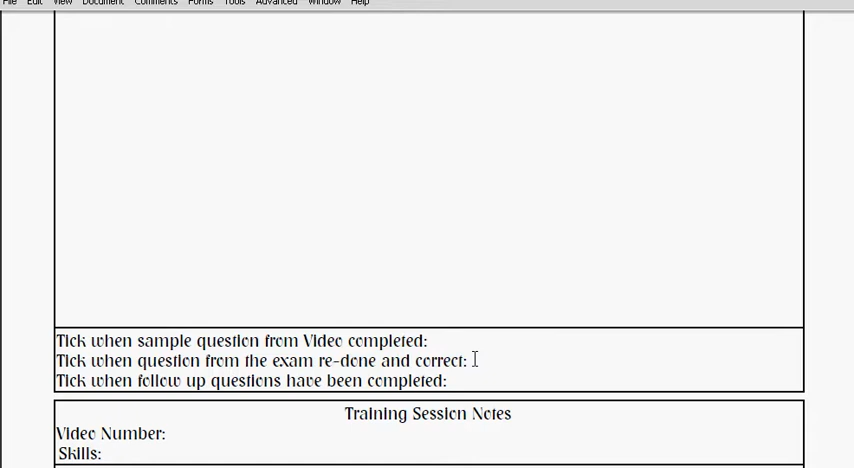 File Edit View Document Comments Forms Tools Advanced Window Help
Tick when sample question from Video completed:
Tick when question from the exam re-done and correct:
Tick when follow up questions have been completed:
Training Session Notes
Video Number:
Skills: